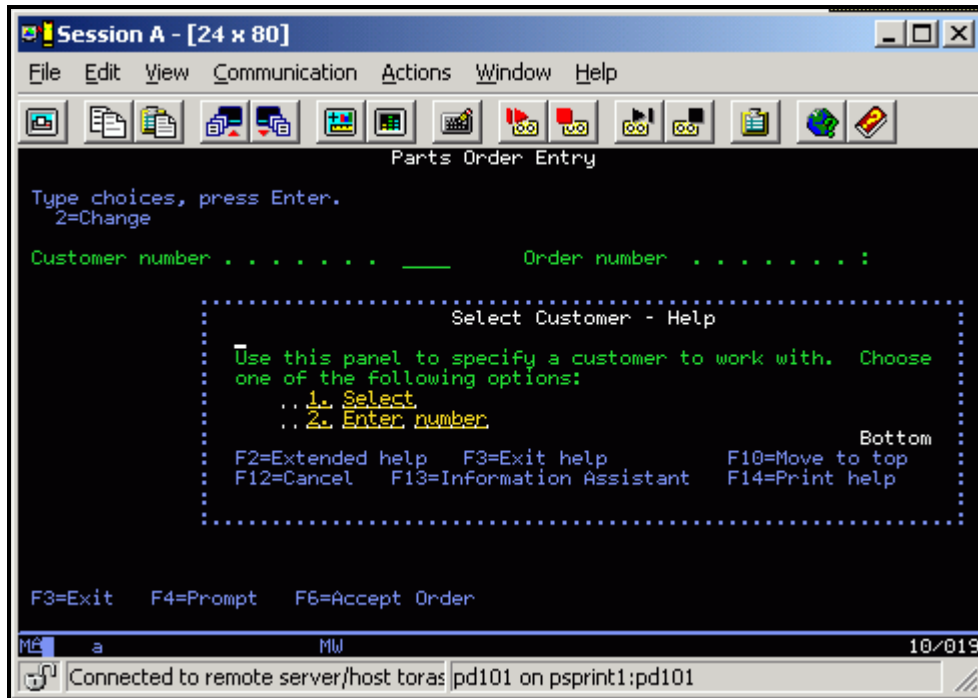 Session A - [24 x 80]
File Edit View Communication Actions Window Help
Parts Order Entry
Type choices, press Enter.
2=Change
Customer number . . . . . . . ____ Order number . . . . . . . :
Select Customer - Help
Use this panel to specify a customer to work with. Choose
one of the following options:
. . 1. Select
. . 2. Enter number
Bottom
F2=Extended help F3=Exit help F10=Move to top
F12=Cancel F13=Information Assistant F14=Print help
F3=Exit F4=Prompt F6=Accept Order
MA a MW 10/019
Connected to remote server/host toras pd101 on psprint1:pd101